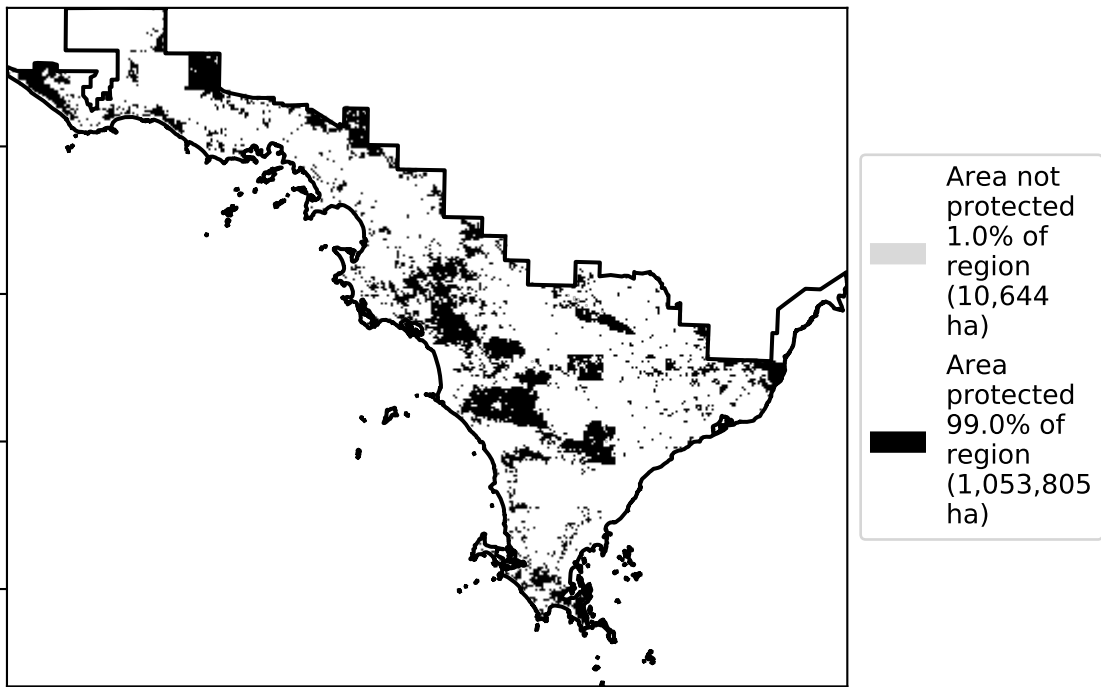 Area not
protected
1.0% of
region
(10,644
ha)
Area
protected
99.0% of
region
(1,053,805
ha)